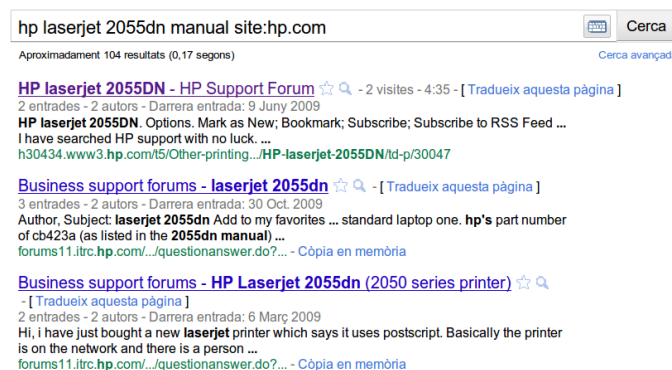 hp laserjet 2055dn manual site:hp.com Cerca
Aproximadament 104 resultats (0,17 segons) Cerca avançada
HP laserjet 2055DN - HP Support Forum - 2 visites - 4:35 - [ Tradueix aquesta pàgina ]
2 entrades - 2 autors - Darrera entrada: 9 Juny 2009
HP laserjet 2055DN. Options. Mark as New; Bookmark; Subscribe; Subscribe to RSS Feed ...
I have searched HP support with no luck. ...
h30434.www3.hp.com/t5/Other-printing.../HP-laserjet-2055DN/td-p/30047
Business support forums - laserjet 2055dn - [ Tradueix aquesta pàgina ]
3 entrades - 2 autors - Darrera entrada: 30 Oct. 2009
Author, Subject: laserjet 2055dn Add to my favorites ... standard laptop one. hp's part number
of cb423a (as listed in the 2055dn manual) ...
forums11.itrc.hp.com/.../questionanswer.do?... - Còpia en memòria
Business support forums - HP Laserjet 2055dn (2050 series printer)
- [ Tradueix aquesta pàgina ]
2 entrades - 2 autors - Darrera entrada: 6 Març 2009
Hi, i have just bought a new laserjet printer which says it uses postscript. Basically the printer
is on the network and there is a person ...
forums11.itrc.hp.com/.../questionanswer.do?... - Còpia en memòria